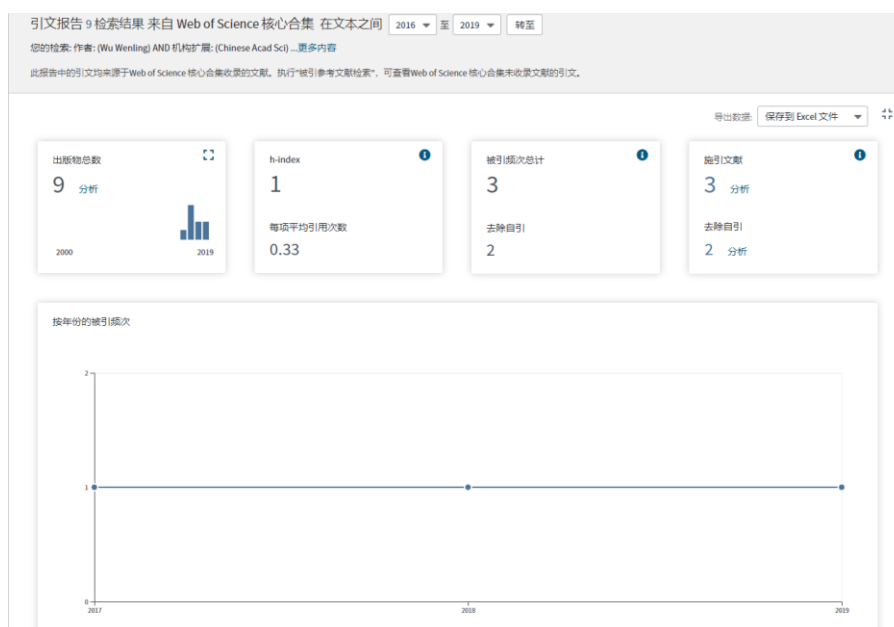 引文报告 9 检索结果 来自 Web of Science 核心合集 在文本之间 2016 至 2019 转至
您的检索: 作者: (Wu Wenling) AND 机构扩展: (Chinese Acad Sci) ...更多内容
此报告中的引文均来源于Web of Science 核心合集收录的文献。执行"被引参考文献检索"，可查看Web of Science 核心合集未收录文献的引文。
导出数据: 保存到 Excel 文件
出版物总数
9 分析
2000 2019
h-index
1
每项平均引用次数
0.33
被引频次总计
3
去除自引
2
施引文献
3 分析
去除自引
2 分析
按年份的被引频次
2
1
0
2017 2018 2019